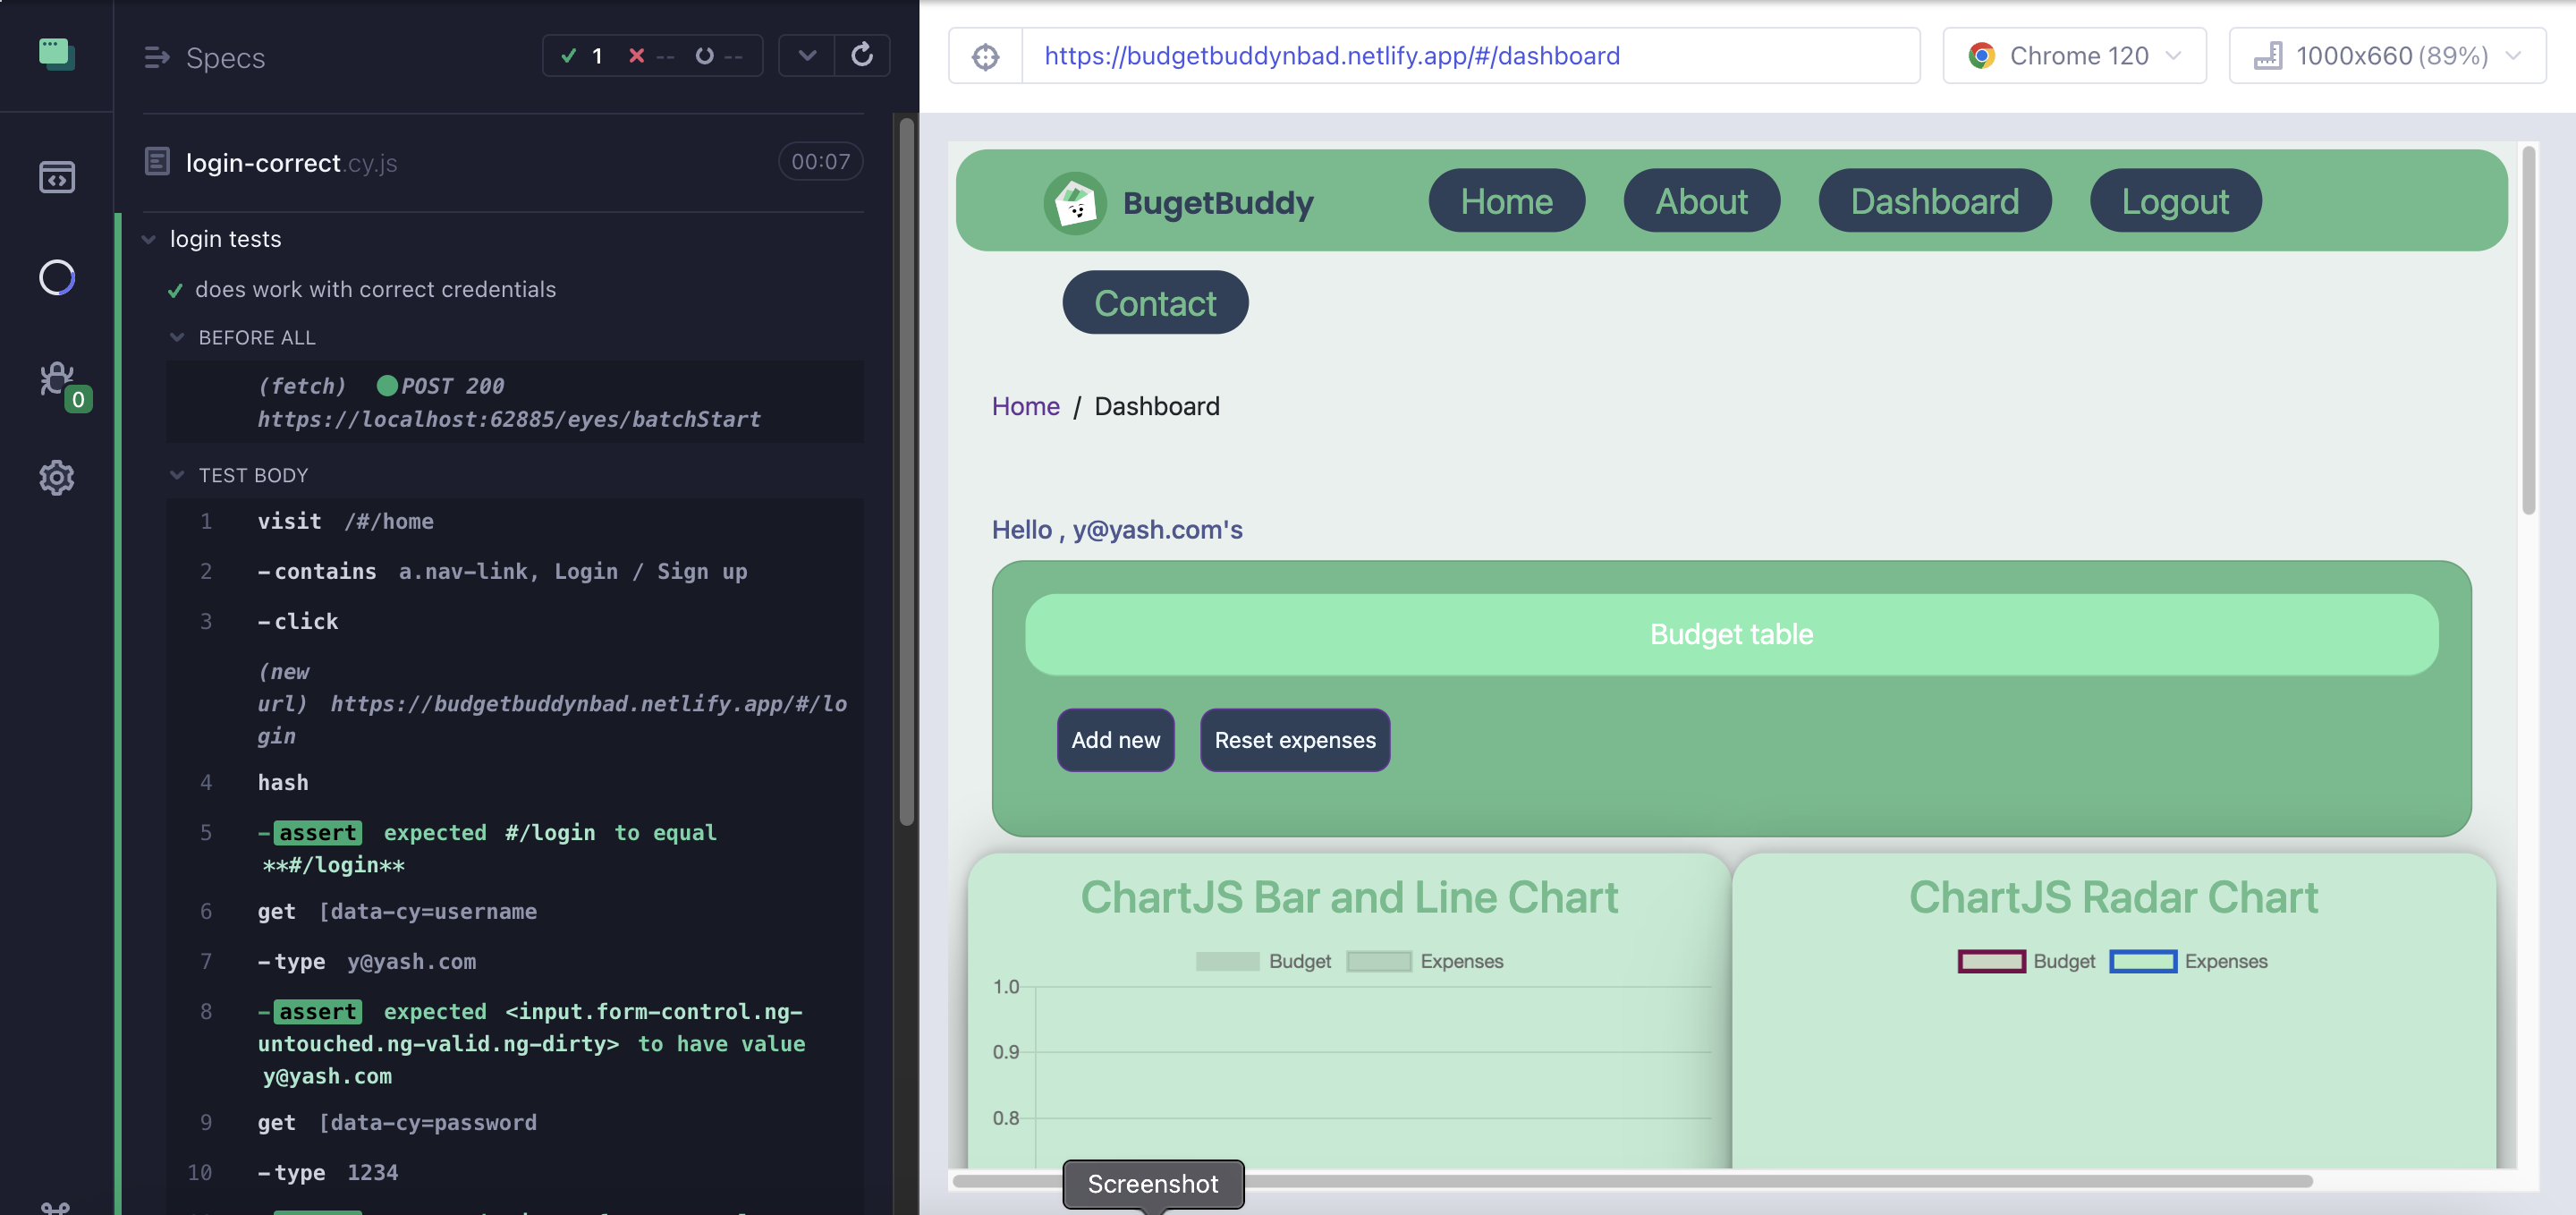 Specs
1 -- --
https://budgetbuddynbad.netlify.app/#/dashboard
Chrome 120
1000x660 (89%)
login-correct.cy.js
00:07
login tests
does work with correct credentials
BEFORE ALL
(fetch) POST 200
https://localhost:62885/eyes/batchStart
0
TEST BODY
1 visit /#/home
2 -contains a.nav-link, Login / Sign up
3 -click
(new
url) https://budgetbuddynbad.netlify.app/#/lo
gin
4 hash
5 -assert expected #/login to equal
**#/login**
6 get [data-cy=username
7 -type y@yash.com
8 -assert expected <input.form-control.ng-
untouched.ng-valid.ng-dirty> to have value
y@yash.com
9 get [data-cy=password
10 -type 1234
BugetBuddy
Home
About
Dashboard
Logout
Contact
Home / Dashboard
Hello , y@yash.com's
Budget table
Add new
Reset expenses
ChartJS Bar and Line Chart
Budget
Expenses
1.0
0.9
0.8
ChartJS Radar Chart
Budget
Expenses
Screenshot